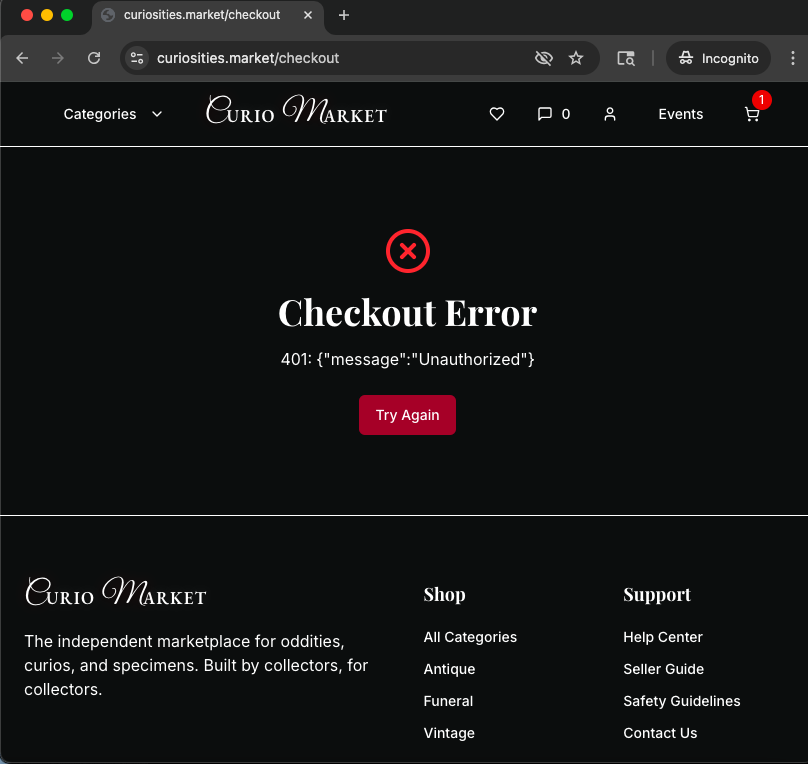 curiosities.market/checkout
curiosities.market/checkout
Incognito
Categories
Curio Market
0
Events
1
Checkout Error
401: {"message":"Unauthorized"}
Try Again
Curio Market
The independent marketplace for oddities,
curios, and specimens. Built by collectors, for
collectors.
Shop
All Categories
Antique
Funeral
Vintage
Support
Help Center
Seller Guide
Safety Guidelines
Contact Us